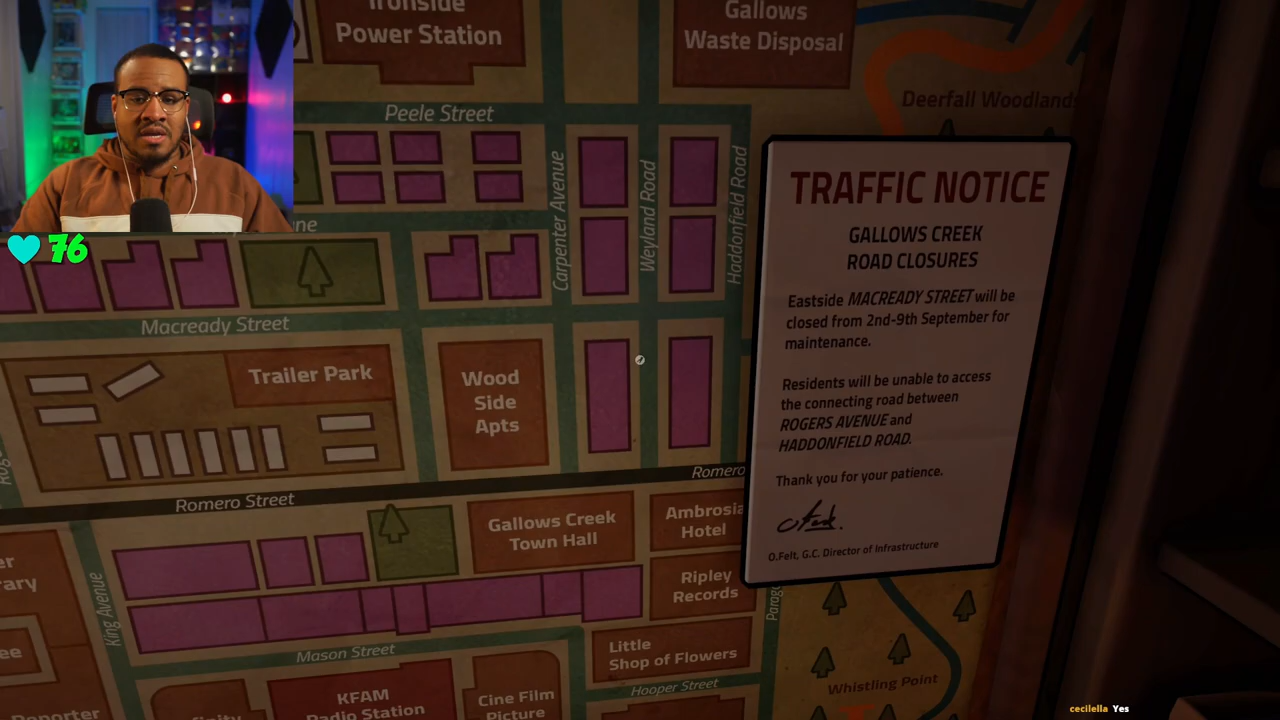 Ironside
Power Station
Gallows
Waste Disposal
Deerfall Woodlands
Peele Street
Carpenter Avenue
Weyland Road
Haddonfield Road
76
Macready Street
Trailer Park
Wood
Side
Apts
Romero Street
Romero
Gallows Creek
Town Hall
Ambrosia
Hotel
Ripley
Records
King Avenue
Mason Street
Little
Shop of Flowers
Hooper Street
KFAM
Radio Station
Cine Film
Picture
Whistling Point
TRAFFIC NOTICE
GALLOWS CREEK
ROAD CLOSURES
Eastside MACREADY STREET will be
closed from 2nd-9th September for
maintenance.
Residents will be unable to access
the connecting road between
ROGERS AVENUE and
HADDONFIELD ROAD.
Thank you for your patience.
O.Felt, G.C. Director of Infrastructure
cecilella Yes